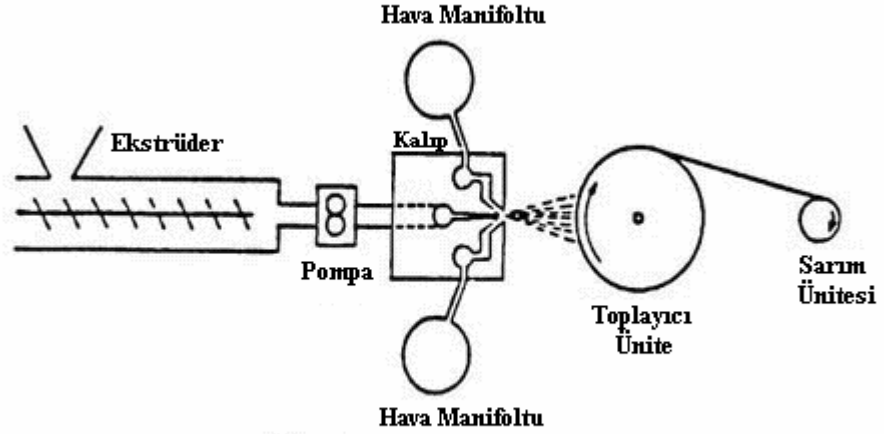 Hava Manifoltu
Ekstrüder
Kalıp
Pompa
Toplayıcı
Ünite
Sarım
Ünitesi
Hava Manifoltu